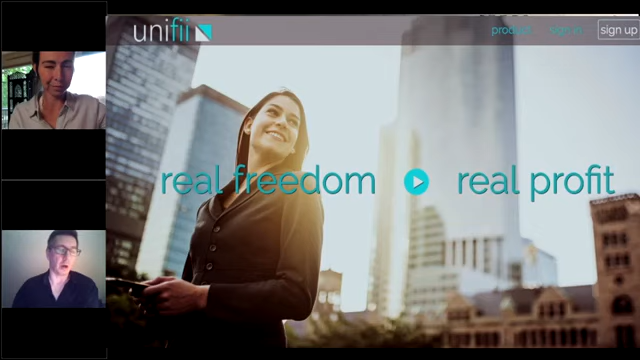 unifii
product sign in sign up
real freedom real profit